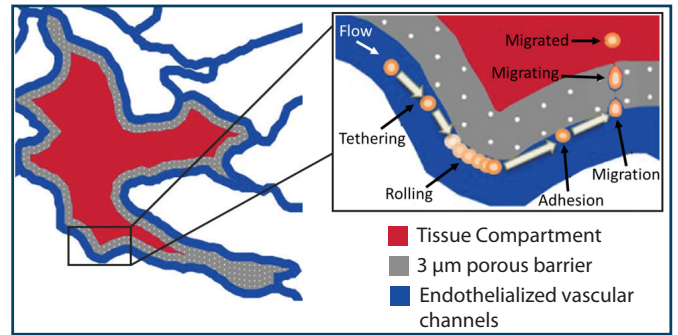 Flow
Migrated
Migrating
Tethering
Rolling
Migration
Adhesion
Tissue Compartment
3 µm porous barrier
Endothelialized vascular
channels